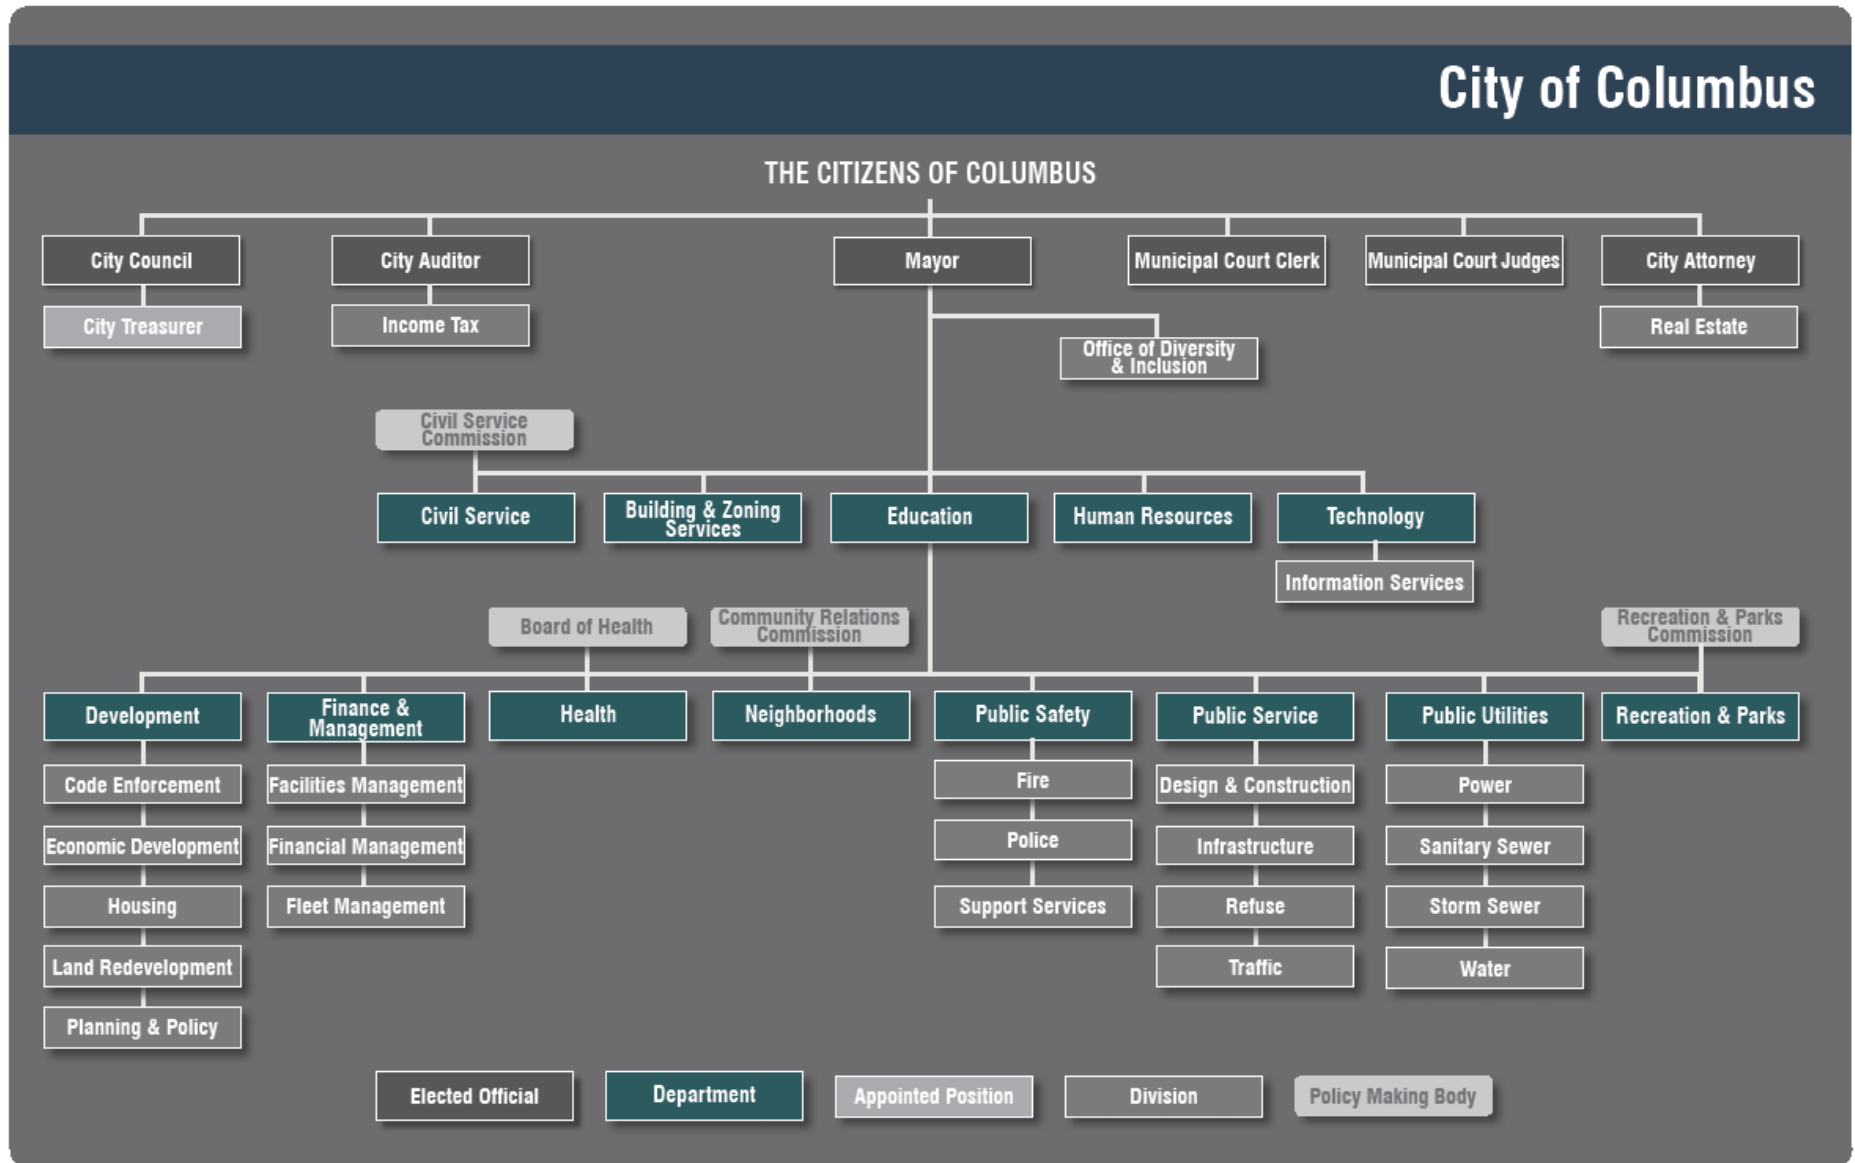 City of Columbus
THE CITIZENS OF COLUMBUS
City Council
City Auditor
Mayor
Municipal Court Clerk
Municipal Court Judges
City Attorney
City Treasurer
Income Tax
Real Estate
Office of Diversity
& Inclusion
Civil Service
Commission
Civil Service
Building & Zoning
Services
Education
Human Resources
Technology
Information Services
Board of Health
Community Relations
Commission
Recreation & Parks
Commission
Development
Finance &
Management
Health
Neighborhoods
Public Safety
Public Service
Public Utilities
Recreation & Parks
Code Enforcement
Facilities Management
Fire
Design & Construction
Power
Economic Development
Financial Management
Police
Infrastructure
Sanitary Sewer
Housing
Fleet Management
Support Services
Refuse
Storm Sewer
Land Redevelopment
Traffic
Water
Planning & Policy
Elected Official
Department
Appointed Position
Division
Policy Making Body